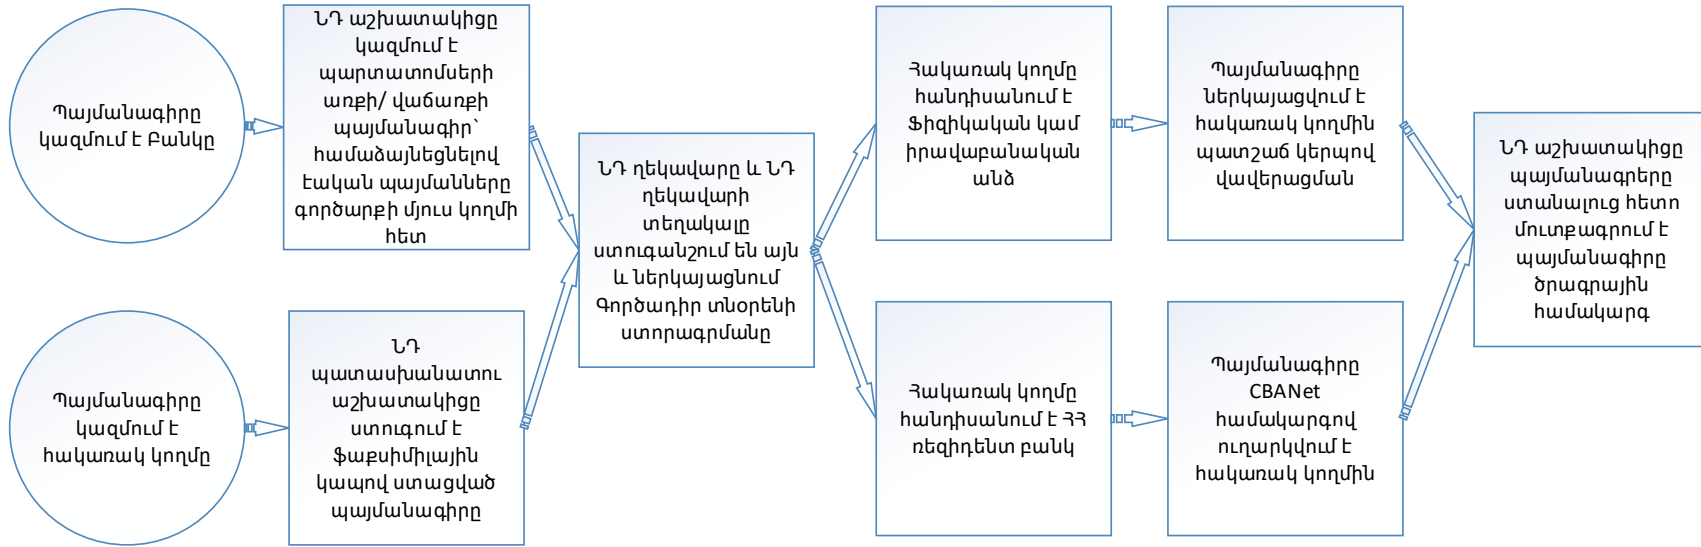 Պայմանագիրը
կազմում է Բանկը
ՆԴ աշխատակիցը
կազմում է
պարտատոմսերի
առքի/ վաճառքի
պայմանագիր՝
համաձայնեցնելով
էական պայմանները
գործարքի մյուս կողմի
հետ
Պայմանագիրը
կազմում է
հակառակ կողմը
ՆԴ
պատասխանատու
աշխատակիցը
ստուգում է
ֆաքսիմիլային
կապով ստացված
պայմանագիրը
ՆԴ ղեկավարը և ՆԴ
ղեկավարի
տեղակալը
ստուգանշում են այն
և ներկայացնում
Գործադիր տնօրենի
ստորագրմանը
Հակառակ կողմը
հանդիսանում է
Ֆիզիկական կամ
իրավաբանական
անձ
Պայմանագիրը
ներկայացվում է
հակառակ կողմին
պատշաճ կերպով
վավերացման
Հակառակ կողմը
հանդիսանում է ՀՀ
ռեզիդենտ բանկ
Պայմանագիրը
CBANet
համակարգով
ուղարկվում է
հակառակ կողմին
ՆԴ աշխատակիցը
պայմանագրերը
ստանալուց հետո
մուտքագրում է
պայմանագիրը
ծրագրային
համակարգ